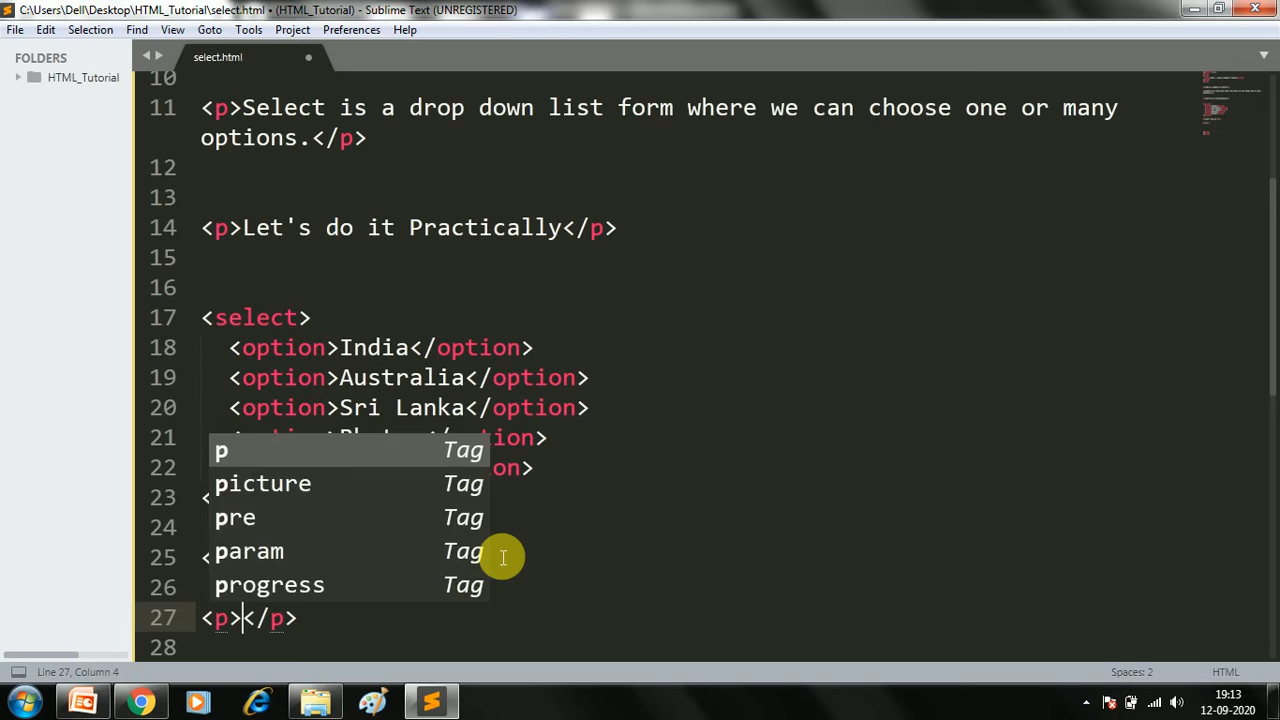 C:\Users\Dell\Desktop\HTML_Tutorial\select.html • (HTML_Tutorial) - Sublime Text (UNREGISTERED)
File Edit Selection Find View Goto Tools Project Preferences Help
FOLDERS
HTML_Tutorial
select.html
10
11 <p>Select is a drop down list form where we can choose one or many
options.</p>
12
13
14 <p>Let's do it Practically</p>
15
16
17 <select>
18 <option>India</option>
19 <option>Australia</option>
20 <option>Sri Lanka</option>
21 tion>
22 on>
23 <
24
25 <
26
27 <p></p>
28
p Tag
picture Tag
pre Tag
param Tag
progress Tag
Line 27, Column 4
Spaces: 2
HTML
19:13
12-09-2020